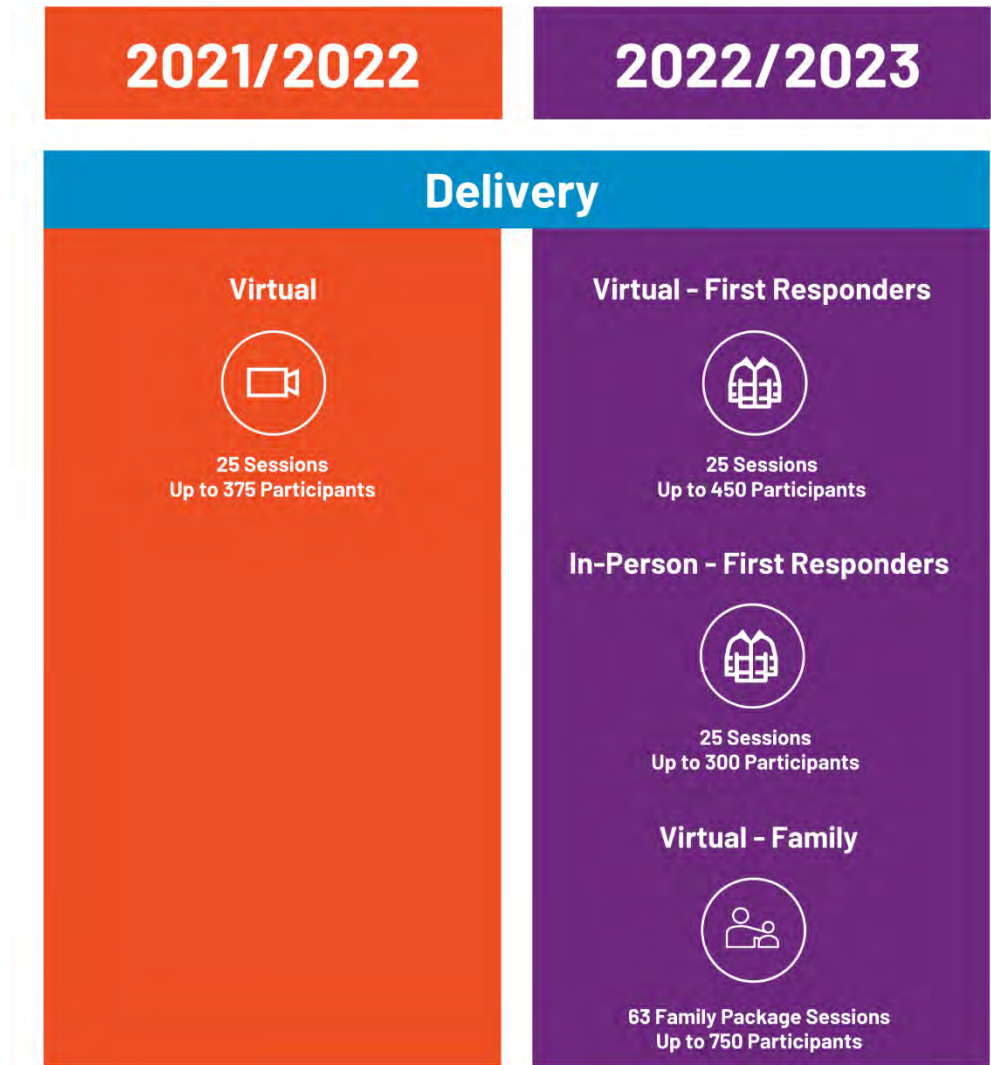 2021/2022
2022/2023
Delivery
Virtual
25 Sessions
Up to 375 Participants
Virtual - First Responders
25 Sessions
Up to 450 Participants
In-Person - First Responders
25 Sessions
Up to 300 Participants
Virtual - Family
63 Family Package Sessions
Up to 750 Participants